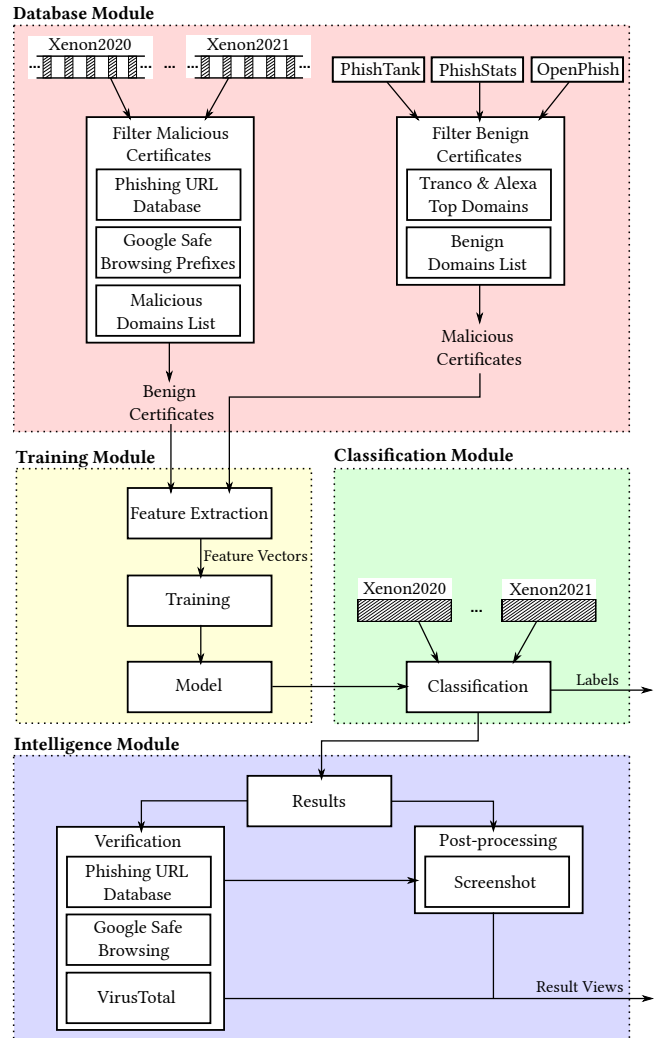 Database Module
Xenon2020
Xenon2021
...
...
...
...
...
PhishTank
PhishStats
OpenPhish
Filter Malicious
Certificates
Phishing URL
Database
Google Safe
Browsing Prefixes
Malicious
Domains List
Filter Benign
Certificates
Tranco & Alexa
Top Domains
Benign
Domains List
Malicious
Certificates
Benign
Certificates
Training Module
Feature Extraction
Feature Vectors
Training
Model
Classification Module
Xenon2020
...
Xenon2021
Classification
Labels
Intelligence Module
Results
Verification
Phishing URL
Database
Google Safe
Browsing
VirusTotal
Post-processing
Screenshot
Result Views